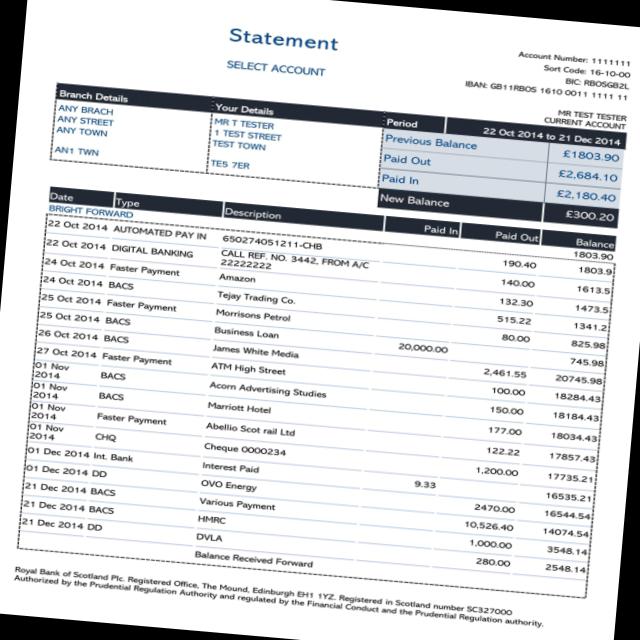 Statement
SELECT ACCOUNT
Account Number: 1111111
Sort Code: 16-10-00
BIC: RBOSGB2L
IBAN: GB11RBOS 1610 0011 1111 11
MR TEST TESTER
CURRENT ACCOUNT
Branch Details
ANY BRACH
ANY STREET
ANY TOWN
AN1 TWN
Your Details
MR T TESTER
1 TEST STREET
TEST TOWN
TE5 7ER
Period 22 Oct 2014 to 21 Dec 2014
Previous Balance £1803.90
Paid Out £2,684.10
Paid In £2,180.40
New Balance £300.20
Date Type Description Paid In Paid Out Balance
BRIGHT FORWARD 1803.90
22 Oct 2014 AUTOMATED PAY IN 650274051211-CHB 190.40 1803.9
22 Oct 2014 DIGITAL BANKING CALL REF. NO. 3442, FROM A/C 140.00 1613.5
22222222
24 Oct 2014 Faster Payment Amazon 132.30 1473.5
24 Oct 2014 BACS Tejay Trading Co. 515.22 1341.2
25 Oct 2014 Faster Payment Morrisons Petrol 80.00 825.98
25 Oct 2014 BACS Business Loan 20,000.00 745.98
26 Oct 2014 BACS James White Media 2,461.55 20745.98
27 Oct 2014 Faster Payment ATM High Street 100.00 18284.43
01 Nov
2014 BACS Acorn Advertising Studies 150.00 18184.43
01 Nov
2014 BACS Marriott Hotel 177.00 18034.43
01 Nov
2014 Faster Payment Abellio Scot rail Ltd 122.22 17857.43
01 Nov
2014 CHQ Cheque 0000234 1,200.00 17735.21
01 Dec 2014 Int. Bank Interest Paid 9.33 16535.21
01 Dec 2014 DD OVO Energy 2470.00 16544.54
21 Dec 2014 BACS Various Payment 10,526.40 14074.54
21 Dec 2014 BACS HMRC 1,000.00 3548.14
21 Dec 2014 DD DVLA 280.00 2548.14
Balance Received Forward
Royal Bank of Scotland Plc. Registered Office, The Mound, Edinburgh EH1 1YZ. Registered in Scotland number SC327000
Authorized by the Prudential Regulation Authority and regulated by the Financial Conduct and the Prudential Regulation authority.